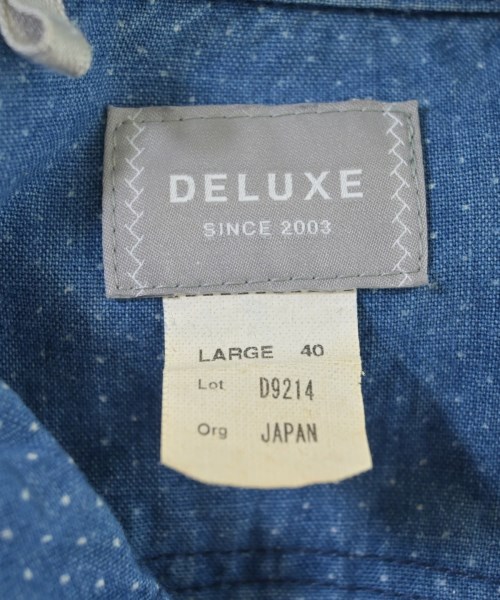 DELUXE
SINCE 2003
LARGE 40
Lot D9214
Org JAPAN